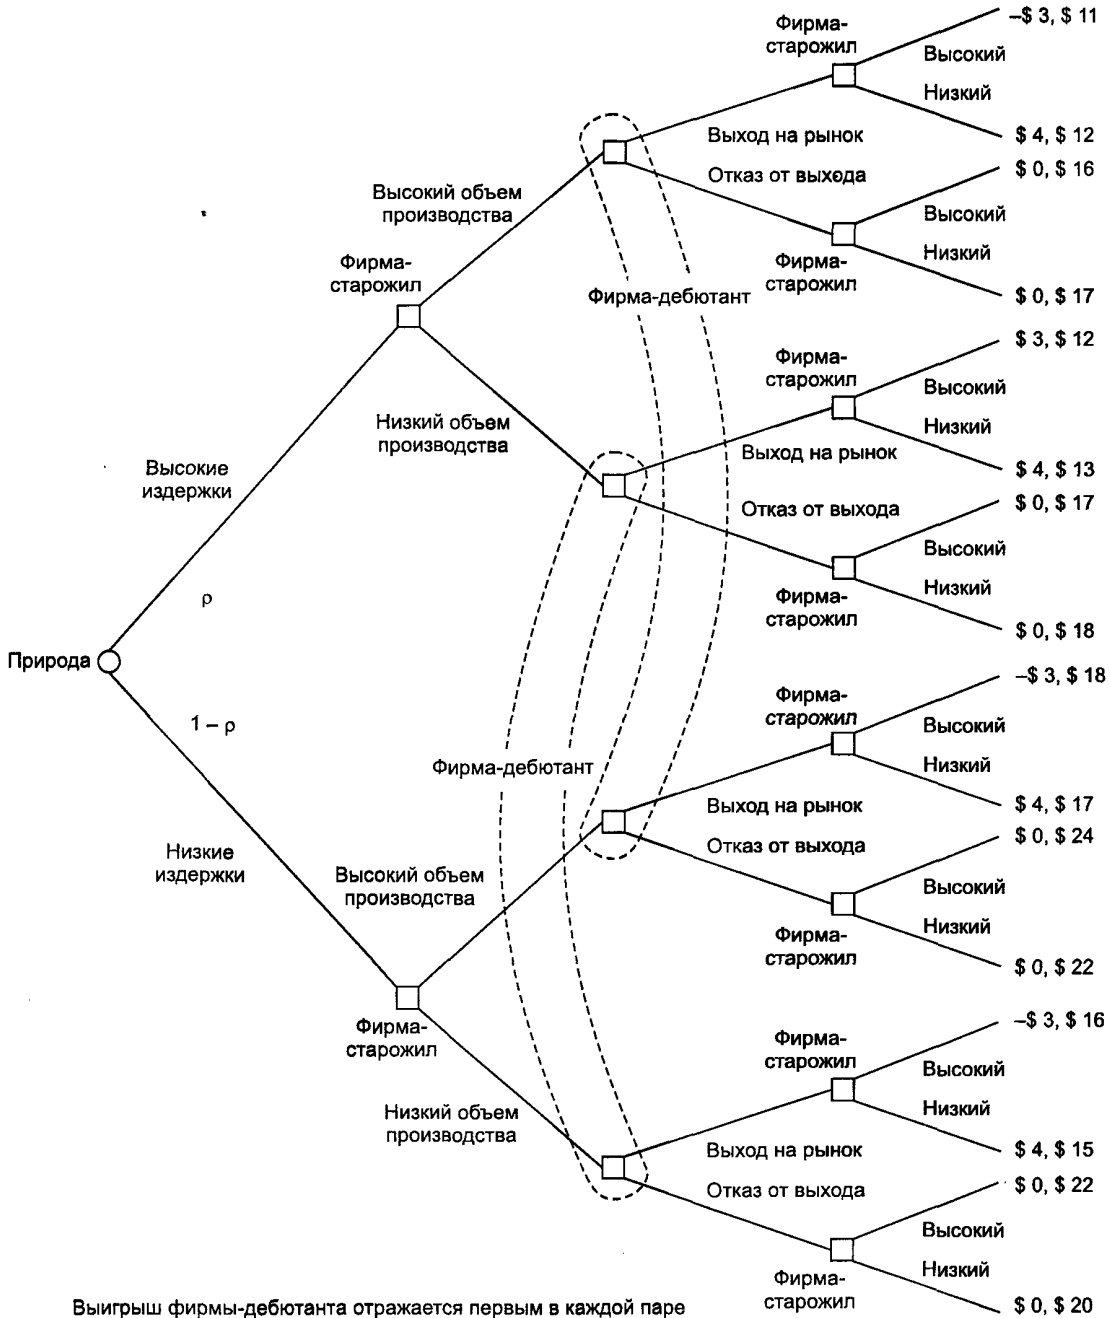 Фирма-
старожил
–$ 3, $ 11
Высокий
Низкий
$ 4, $ 12
Выход на рынок
Отказ от выхода
$ 0, $ 16
Высокий
Низкий
Фирма-
старожил
$ 0, $ 17
Высокий объем
производства
Фирма-
старожил
Фирма-дебютант
Фирма-
старожил
$ 3, $ 12
Высокий
Низкий
$ 4, $ 13
Низкий объем
производства
Выход на рынок
Отказ от выхода
$ 0, $ 17
Высокий
Низкий
Фирма-
старожил
$ 0, $ 18
Высокие
издержки
ρ
Природа
1 – ρ
Низкие
издержки
Фирма-
старожил
–$ 3, $ 18
Высокий
Низкий
$ 4, $ 17
Фирма-дебютант
Выход на рынок
Отказ от выхода
$ 0, $ 24
Высокий
Низкий
Фирма-
старожил
$ 0, $ 22
Высокий объем
производства
Фирма-
старожил
Фирма-
старожил
–$ 3, $ 16
Высокий
Низкий
$ 4, $ 15
Низкий объем
производства
Выход на рынок
Отказ от выхода
$ 0, $ 22
Высокий
Низкий
Фирма-
старожил
$ 0, $ 20
Выигрыш фирмы-дебютанта отражается первым в каждой паре